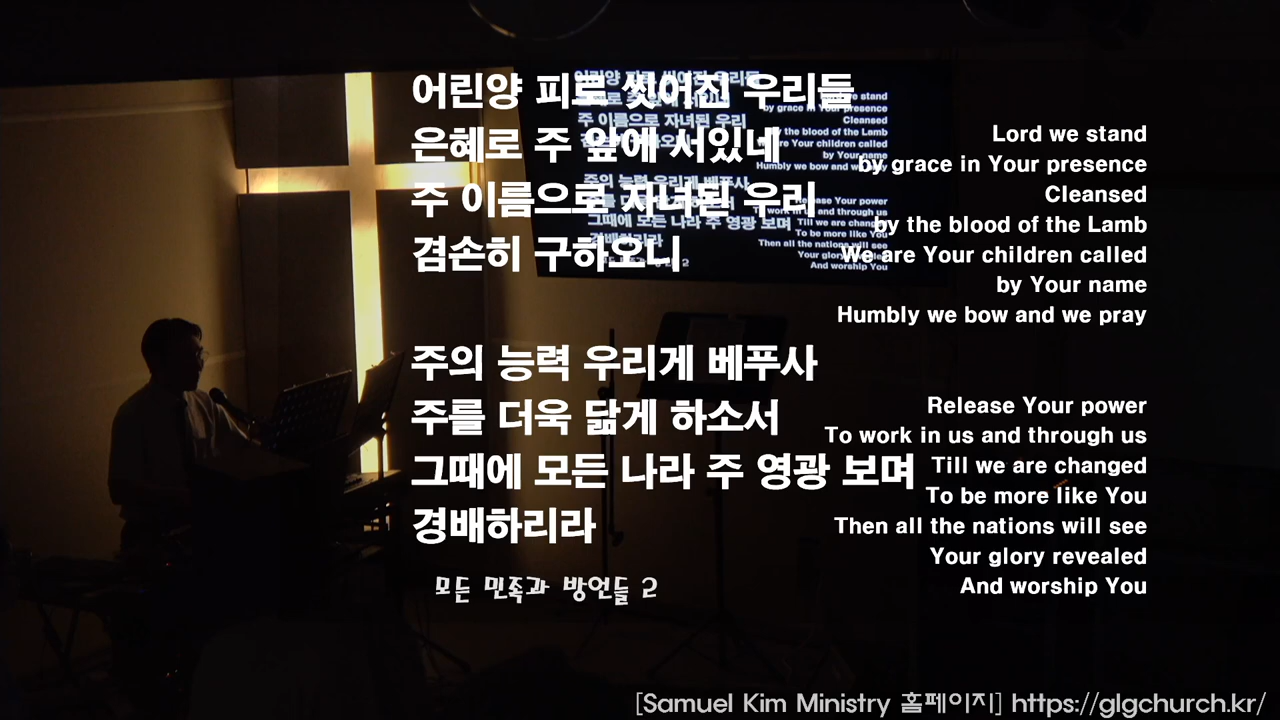 어린양 피로 씻어진 우리들
은혜로 주 앞에 서있네
주 이름으로 자녀된 우리
겸손히 구하오니
주의 능력 우리게 베푸사
주를 더욱 닮게 하소서
그때에 모든 나라 주 영광 보며
경배하리라
모든 민족과 방언들 2
Lord we stand
by grace in Your presence
Cleansed
by the blood of the Lamb
We are Your children called
by Your name
Humbly we bow and we pray
Release Your power
To work in us and through us
Till we are changed
To be more like You
Then all the nations will see
Your glory revealed
And worship You
[Samuel Kim Ministry 홈페이지] https://glgchurch.kr/